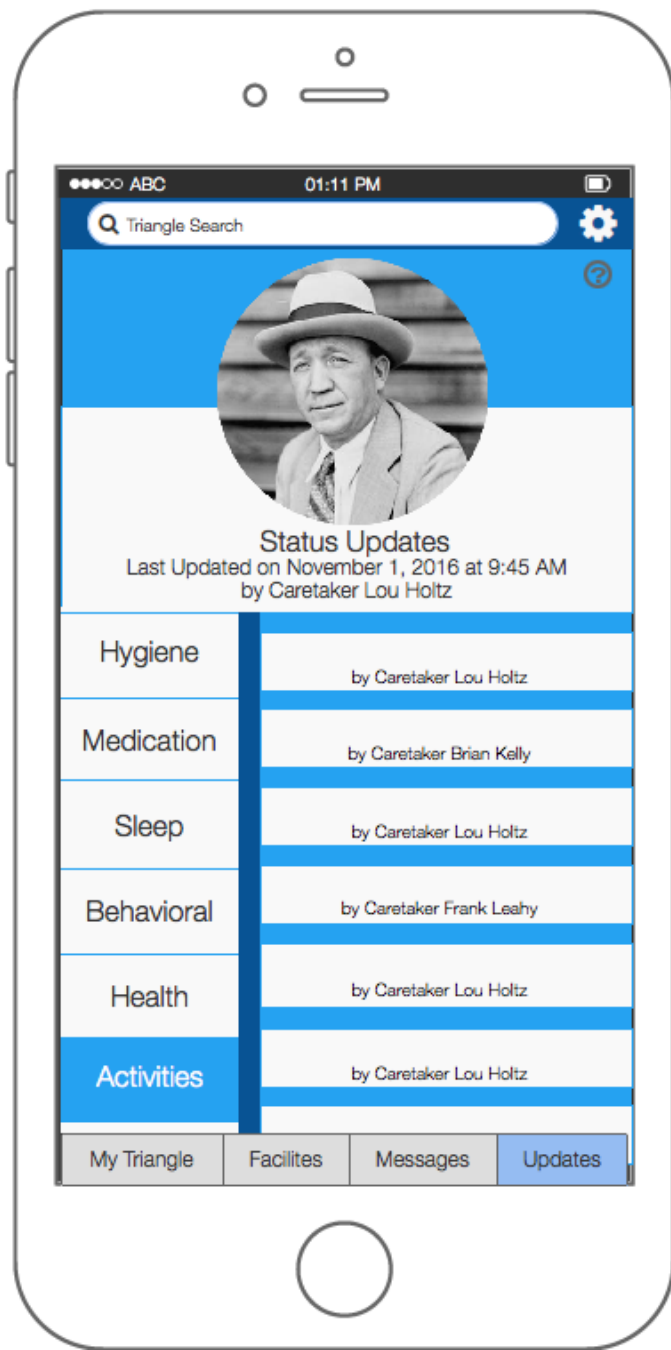 ABC 01:11 PM
Triangle Search
?
Status Updates
Last Updated on November 1, 2016 at 9:45 AM
by Caretaker Lou Holtz
Hygiene
by Caretaker Lou Holtz
Medication
by Caretaker Brian Kelly
Sleep
by Caretaker Lou Holtz
Behavioral
by Caretaker Frank Leahy
Health
by Caretaker Lou Holtz
Activities
by Caretaker Lou Holtz
My Triangle Facilites Messages Updates